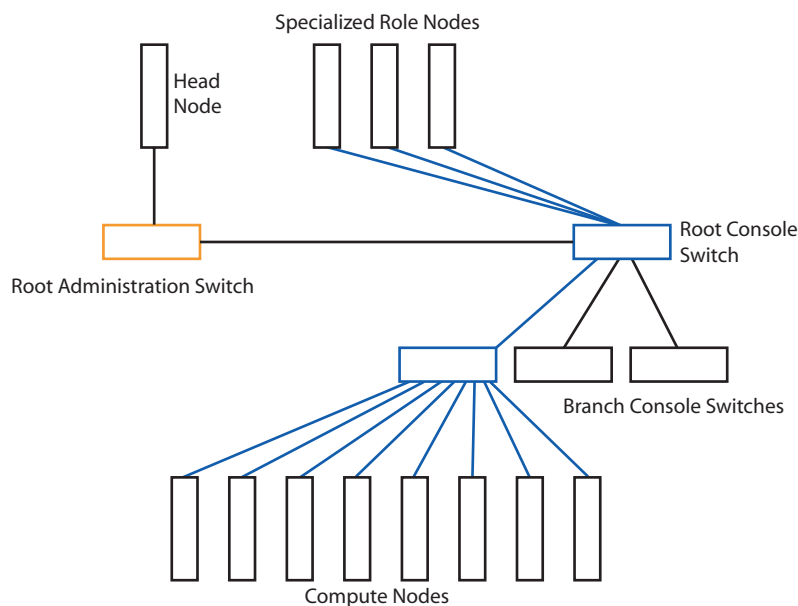 Specialized Role Nodes
Head
Node
Root Console
Switch
Root Administration Switch
Branch Console Switches
Compute Nodes